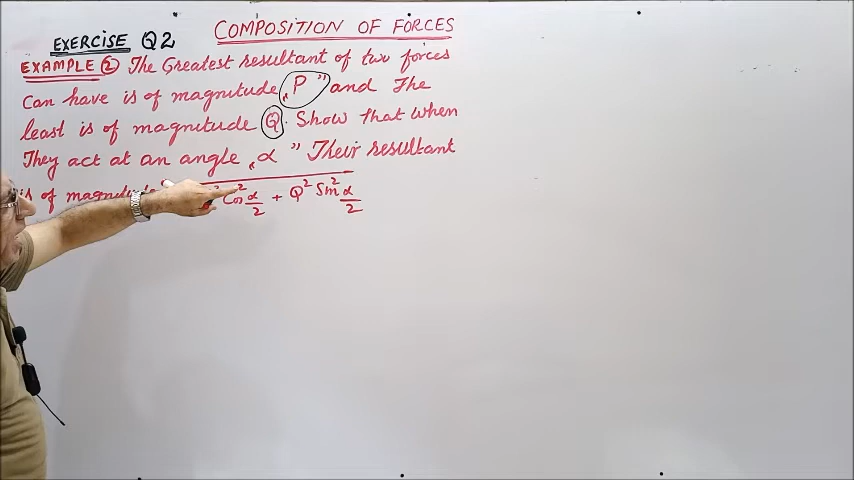 COMPOSITION OF FORCES
EXERCISE Q2
EXAMPLE ② The Greatest resultant of two forces
Can have is of magnitude „P” and The
least is of magnitude Q. Show that when
They act at an angle „α” Their resultant
is of magnitude Cos² α/2 + Q² Sin² α/2